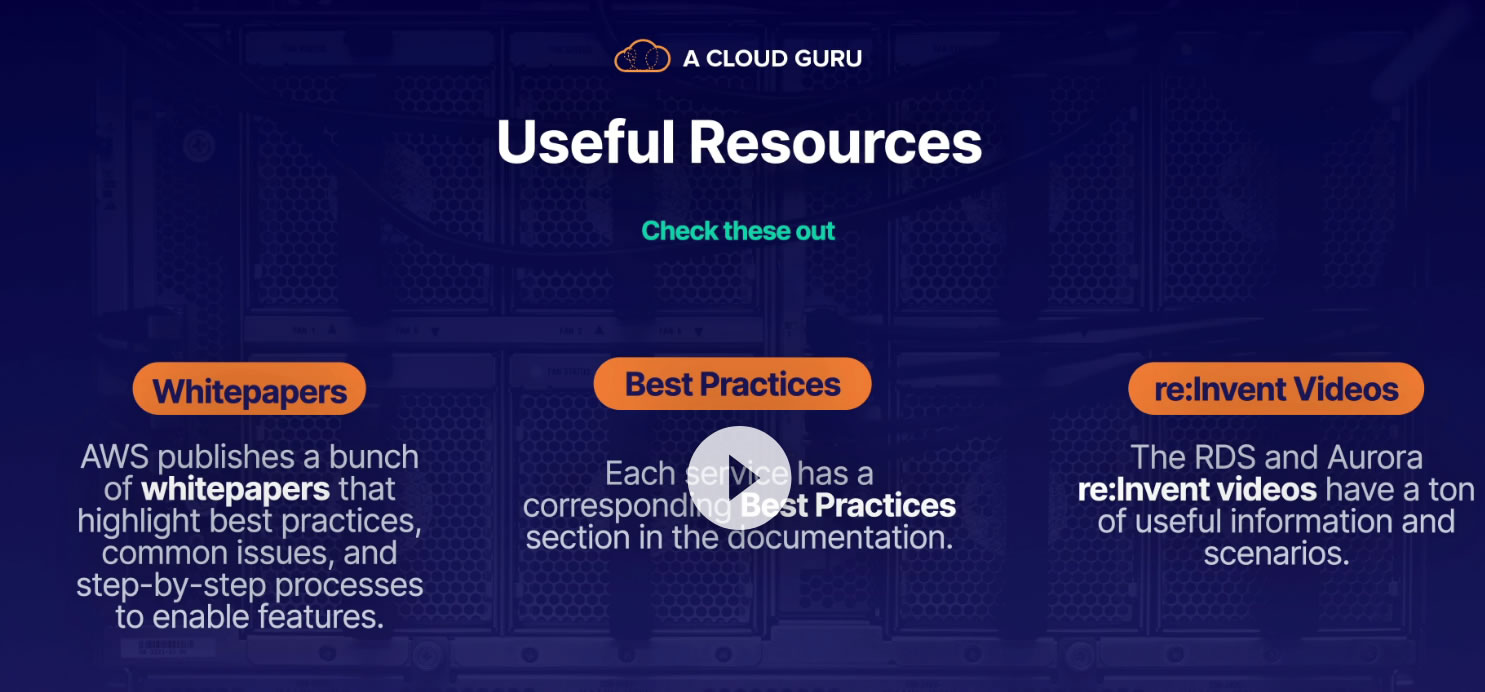 A CLOUD GURU
Useful Resources
Check these out
Whitepapers
AWS publishes a bunch
of whitepapers that
highlight best practices,
common issues, and
step-by-step processes
to enable features.
Best Practices
Each service has a
corresponding Best Practices
section in the documentation.
re:Invent Videos
The RDS and Aurora
re:Invent videos have a ton
of useful information and
scenarios.